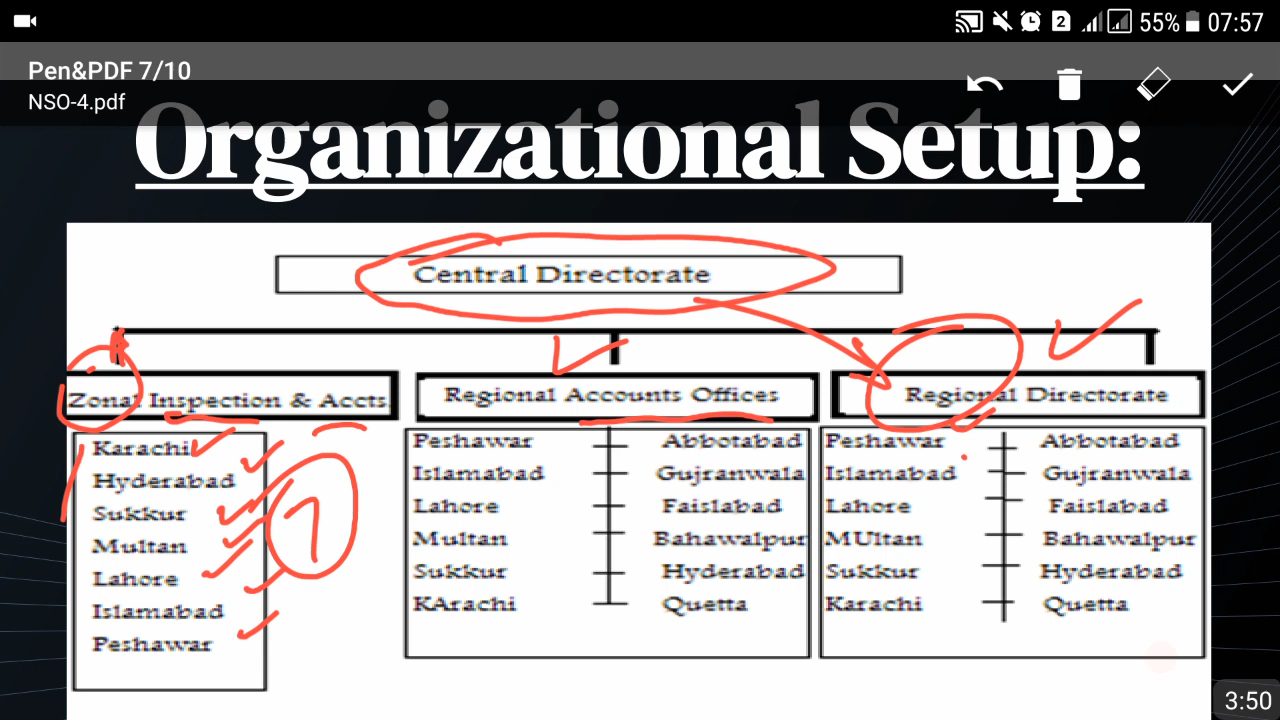 2 55% 07:57
Pen&PDF 7/10
NSO-4.pdf
Organizational Setup:
Central Directorate
Zonal Inspection & Accts
Karachi
Hyderabad
Sukkur
Multan
Lahore
Islamabad
Peshawar
7
Regional Accounts Offices
Peshawar Abbotabad
Islamabad Gujranwala
Lahore Faislabad
Multan Bahawalpur
Sukkur Hyderabad
KArachi Quetta
Regional Directorate
Peshawar Abbotabad
Islamabad Gujranwala
Lahore Faislabad
MUltan Bahawalpur
Sukkur Hyderabad
Karachi Quetta
3:50